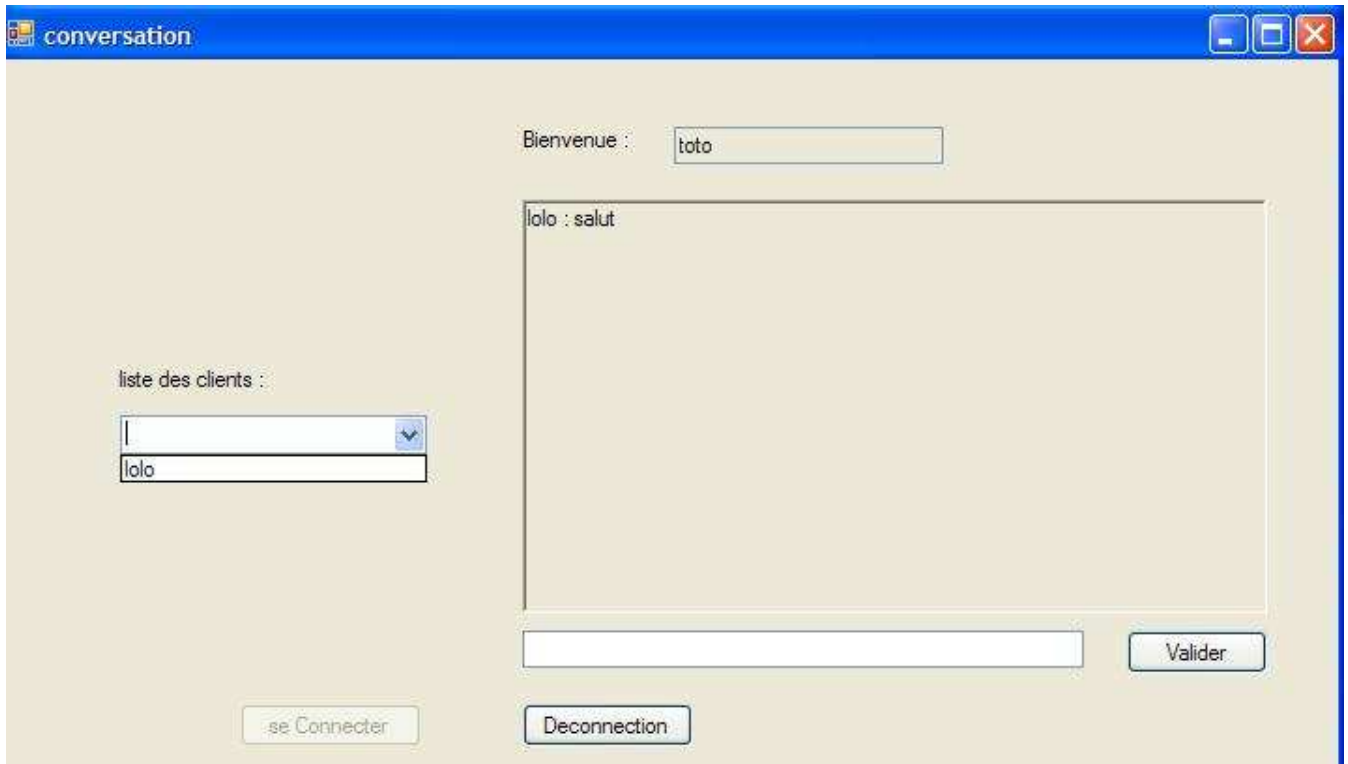 conversation
Bienvenue :
toto
lolo : salut
liste des clients :
lolo
Valider
se Connecter
Deconnection